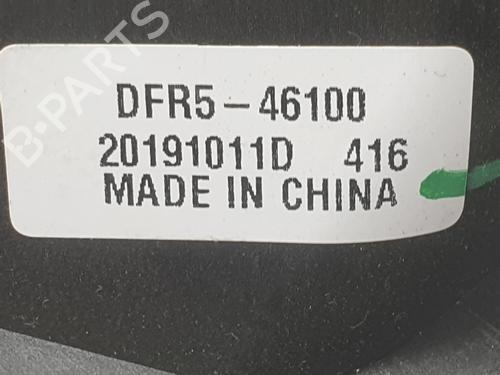 B-PARTS
DFR5-46100
20191011D 416
MADE IN CHINA